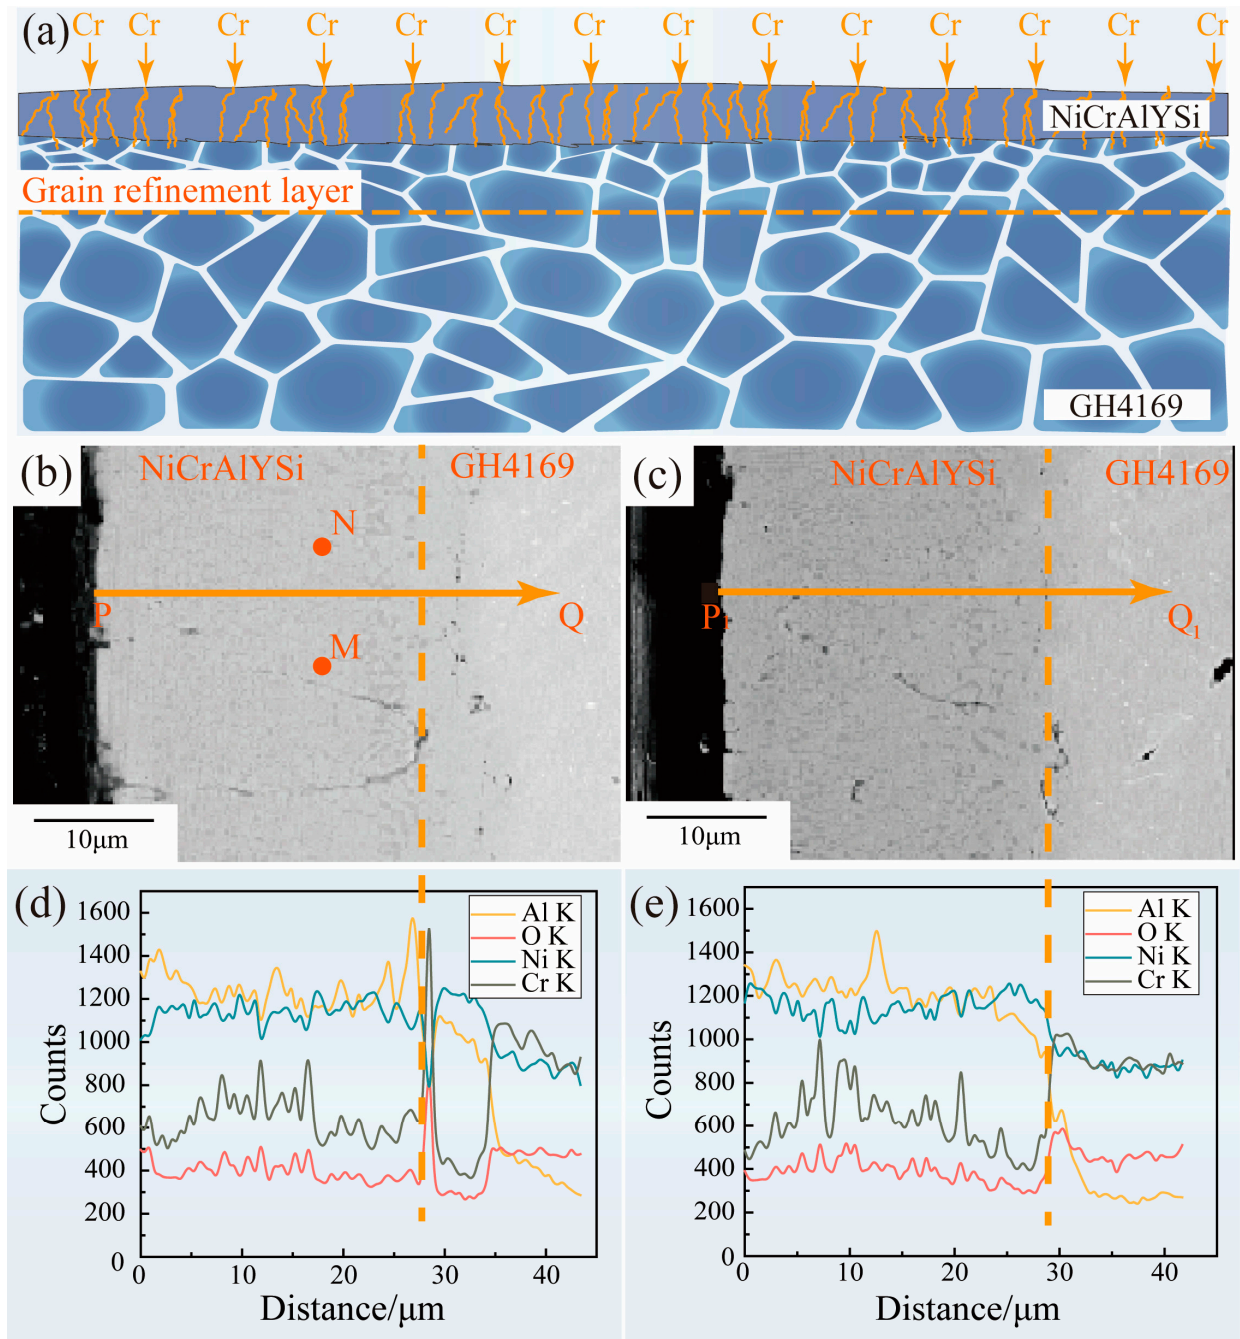 (a)
Cr Cr Cr Cr Cr Cr Cr Cr Cr Cr Cr Cr Cr Cr
NiCrAlYSi
Grain refinement layer
GH4169
(b)
NiCrAlYSi
GH4169
N
P
Q
M
10μm
(c)
NiCrAlYSi
GH4169
P1
Q1
10μm
(d)
1600
1400
1200
1000
800
600
400
200
0
Counts
Al K
O K
Ni K
Cr K
0 10 20 30 40
Distance/μm
(e)
1600
1400
1200
1000
800
600
400
200
0
Counts
Al K
O K
Ni K
Cr K
0 10 20 30 40
Distance/μm